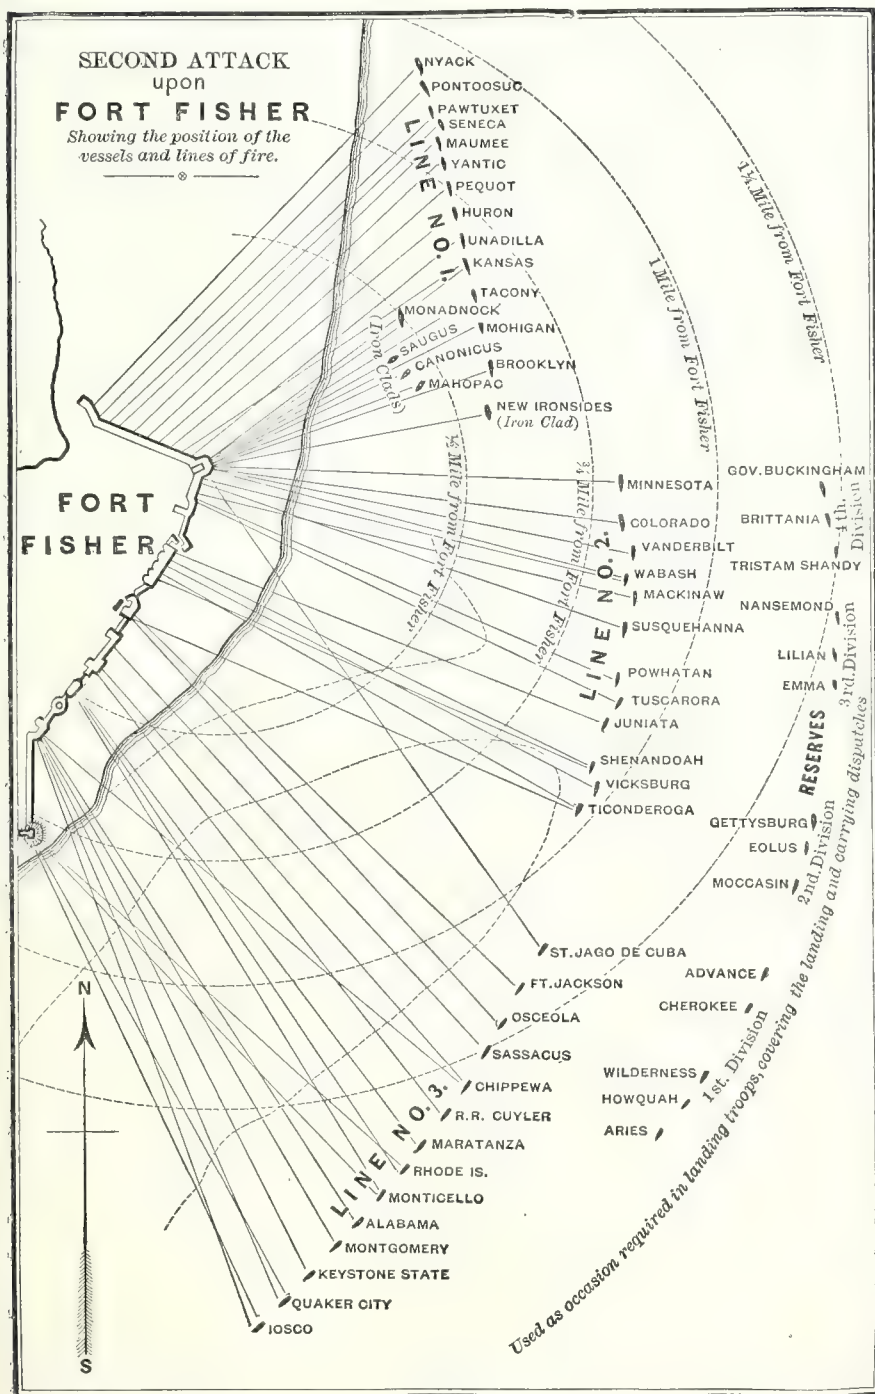 SECOND ATTACK
upon
FORT FISHER
Showing the position of the
vessels and lines of fire.
NYACK
PONTOOSUC
PAWTUXET
SENECA
MAUMEE
YANTIC
PEQUOT
HURON
UNADILLA
KANSAS
TACONY
LINE NO. 1.
MONADNOCK
MOHIGAN
SAUGUS
CANONICUS
BROOKLYN
MAHOPAC
(Iron Clads)
NEW IRONSIDES
(Iron Clad)
½ Mile from Fort Fisher
¾ Mile from Fort Fisher
1 Mile from Fort Fisher
1¼ Mile from Fort Fisher
FORT
FISHER
MINNESOTA
COLORADO
VANDERBILT
WABASH
MACKINAW
SUSQUEHANNA
POWHATAN
TUSCARORA
JUNIATA
SHENANDOAH
VICKSBURG
TICONDEROGA
LINE NO. 2.
GOV. BUCKINGHAM
BRITTANIA
TRISTAM SHANDY
4th.
Division
NANSEMOND
LILIAN
EMMA
3rd. Division
RESERVES
GETTYSBURG
EOLUS
MOCCASIN
2nd. Division
ADVANCE
CHEROKEE
WILDERNESS
HOWQUAH
ARIES
1st. Division
Used as occasion required in landing troops, covering the landing and carrying dispatches
ST. JAGO DE CUBA
FT. JACKSON
OSCEOLA
SASSACUS
CHIPPEWA
R.R. CUYLER
MARATANZA
RHODE IS.
MONTICELLO
ALABAMA
MONTGOMERY
KEYSTONE STATE
QUAKER CITY
IOSCO
LINE NO. 3.
N
S